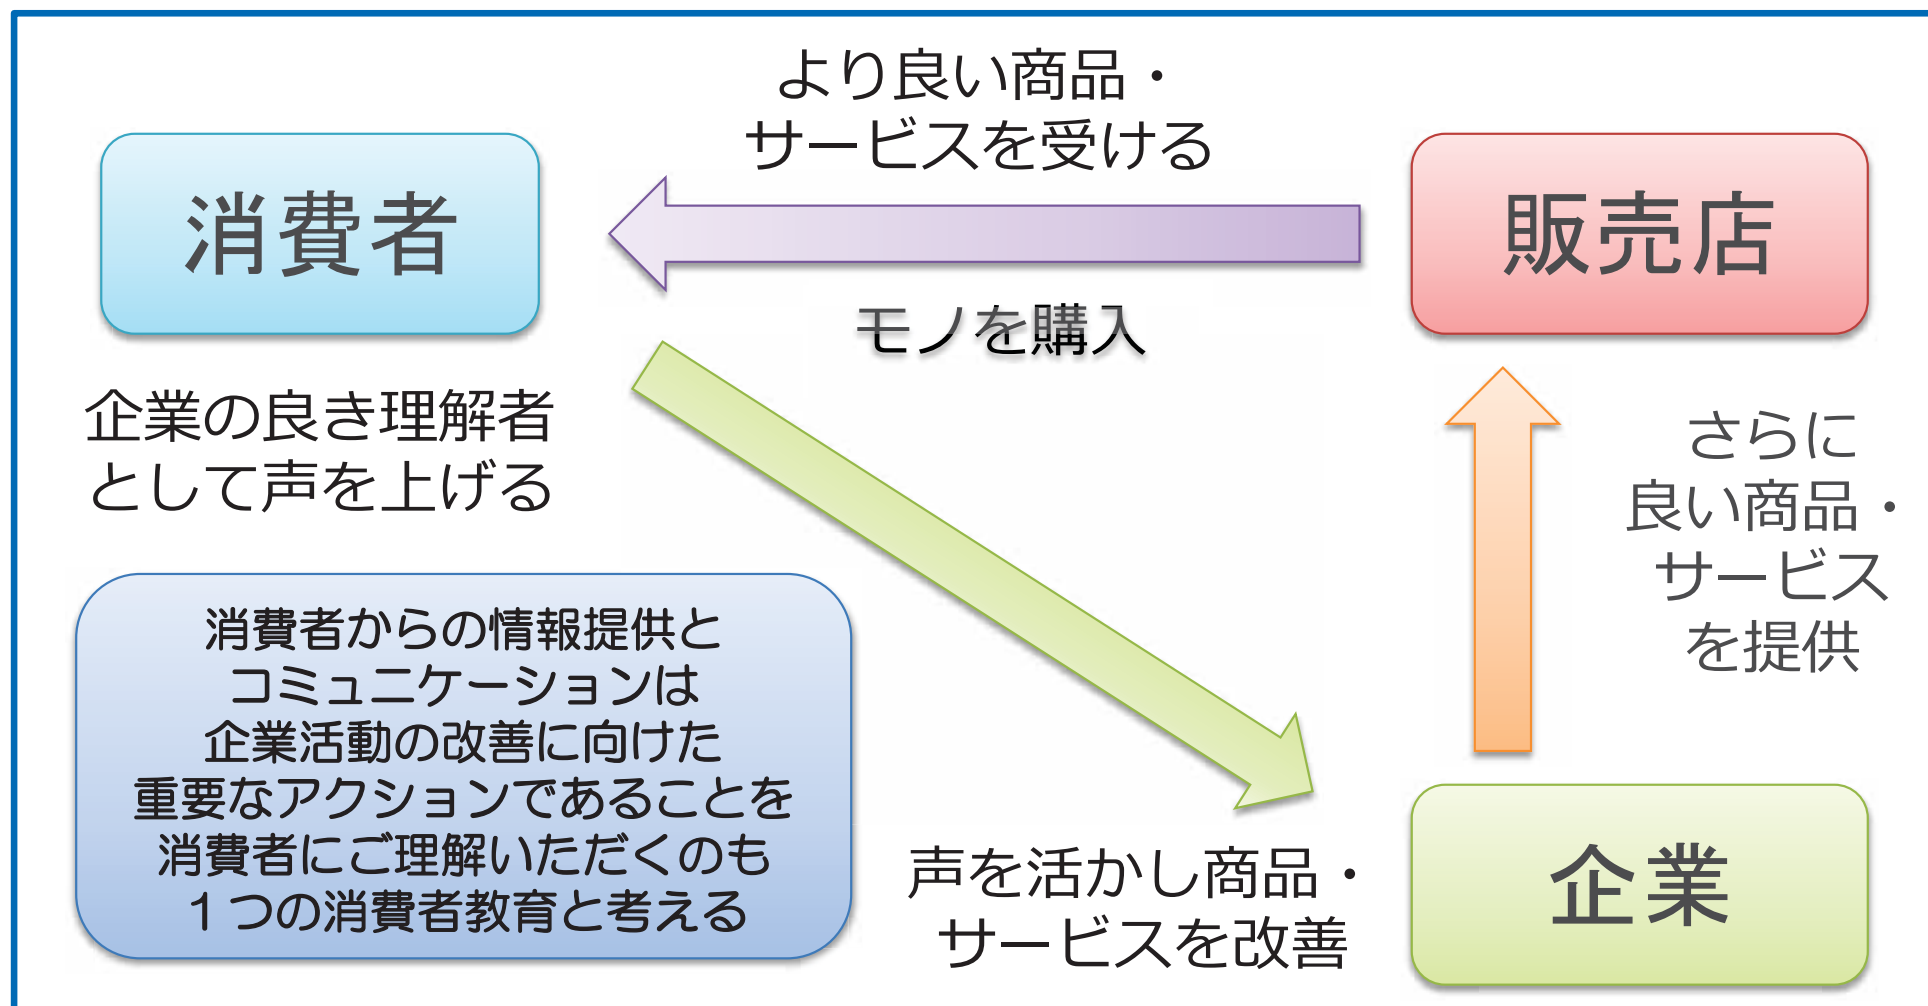 より良い商品・
サービスを受ける
消費者
販売店
モノを購入
企業の良き理解者
として声を上げる
さらに
良い商品・
サービス
を提供
消費者からの情報提供と
コミュニケーションは
企業活動の改善に向けた
重要なアクションであることを
消費者にご理解いただくのも
１つの消費者教育と考える
声を活かし商品・
サービスを改善
企業